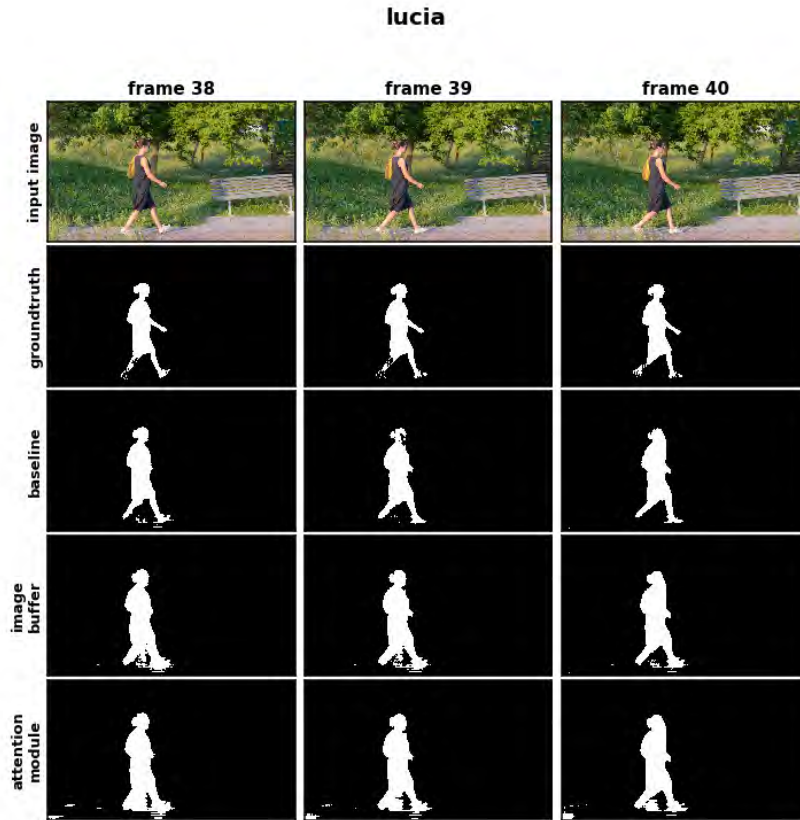 lucia
frame 38
frame 39
frame 40
input image
groundtruth
baseline
image
buffer
attention
module